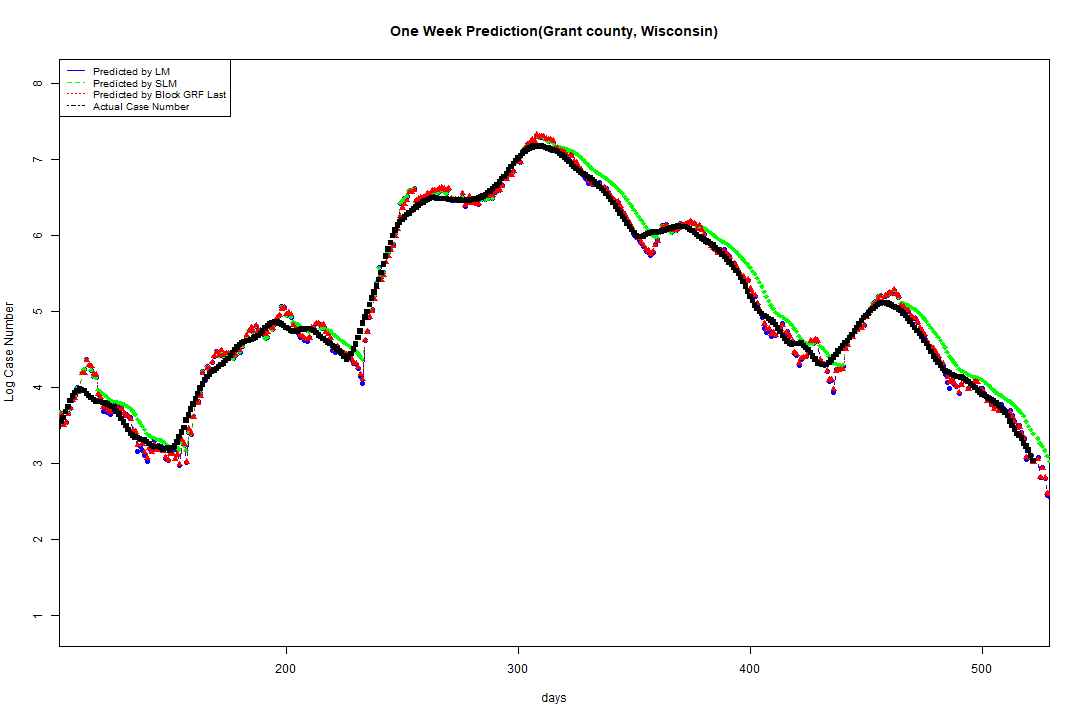 One Week Prediction(Grant county, Wisconsin)
Predicted by LM
Predicted by SLM
Predicted by Block GRF Last
Actual Case Number
8
7
6
5
4
3
2
1
Log Case Number
200 300 400 500
days